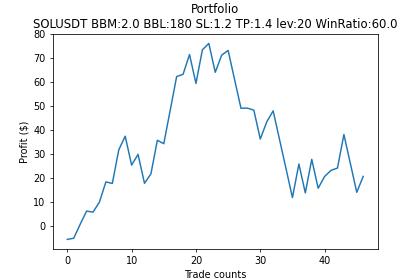 Portfolio
SOLUSDT BBM:2.0 BBL:180 SL:1.2 TP:1.4 lev:20 WinRatio:60.0
80
70
60
50
40
30
20
10
0
Profit ($)
0 10 20 30 40
Trade counts